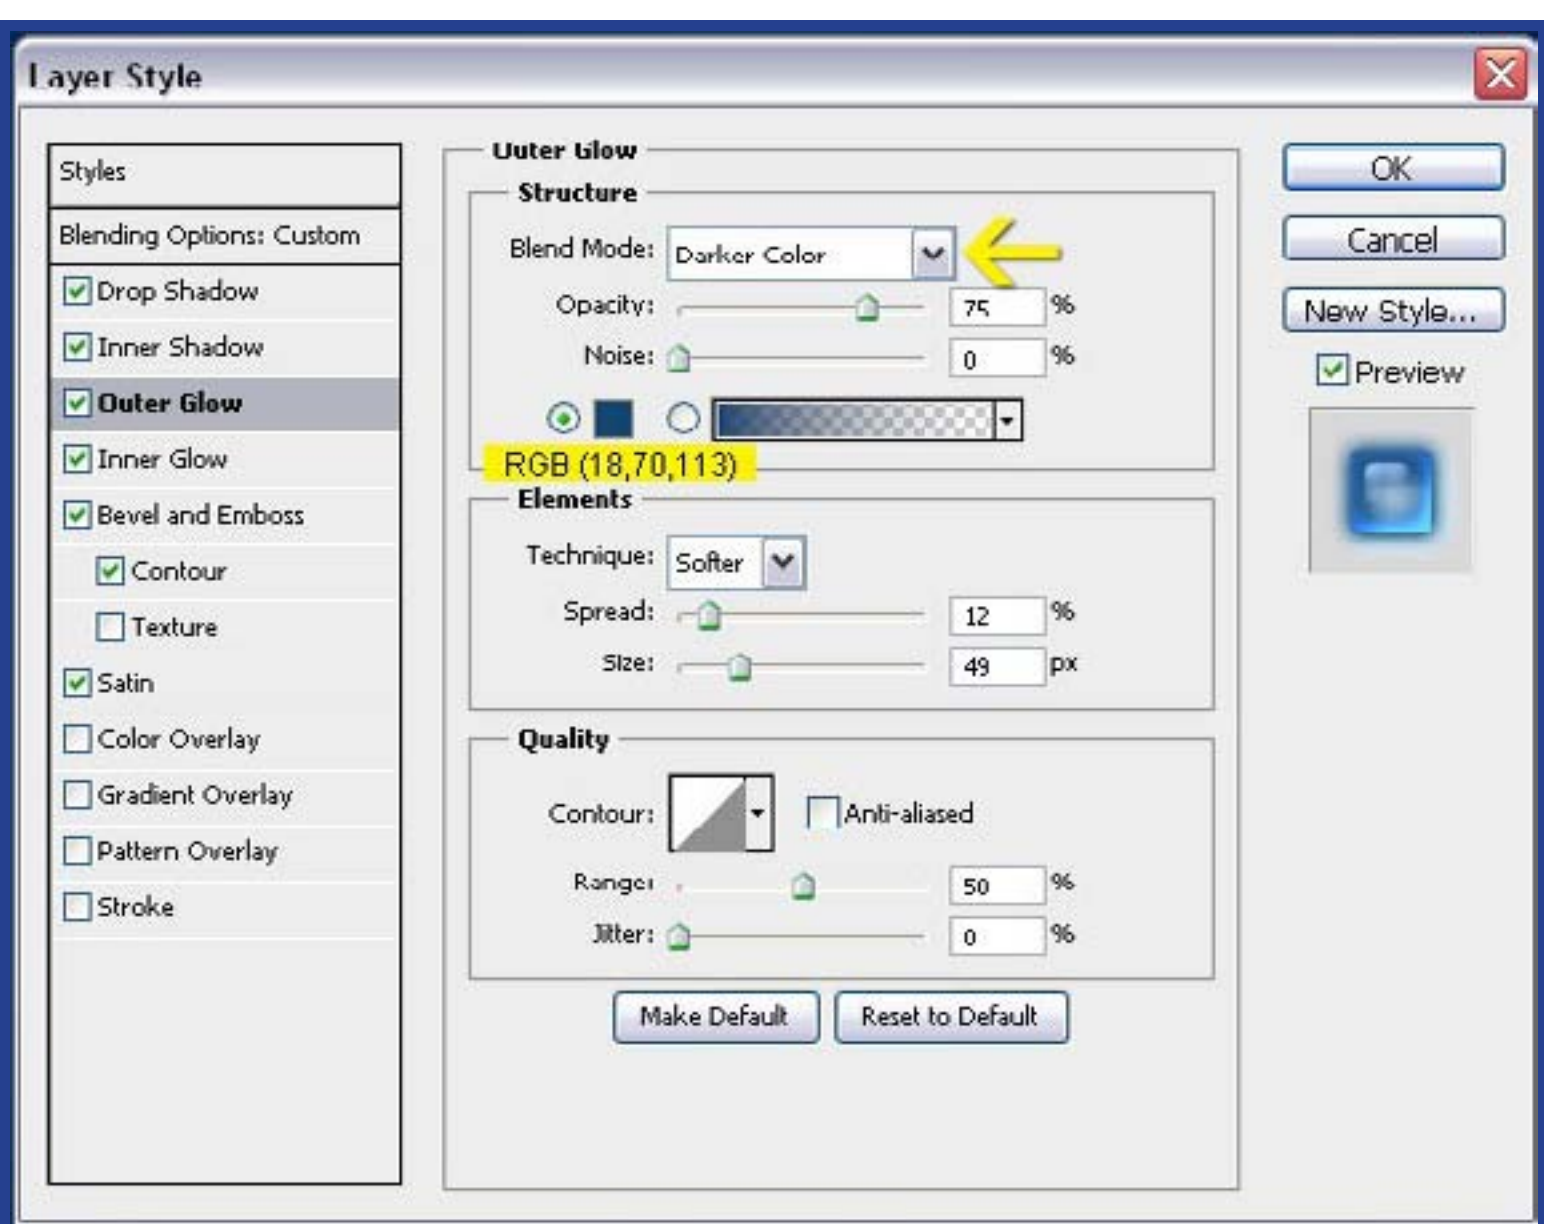 Layer Style
Styles
Blending Options: Custom
Drop Shadow
Inner Shadow
Outer Glow
Inner Glow
Bevel and Emboss
Contour
Texture
Satin
Color Overlay
Gradient Overlay
Pattern Overlay
Stroke
Outer Glow
Structure
Blend Mode: Darker Color
Opacity: 75 %
Noise: 0 %
RGB (18,70,113)
Elements
Technique: Softer
Spread: 12 %
Size: 49 px
Quality
Contour: Anti-aliased
Range: 50 %
Jitter: 0 %
Make Default Reset to Default
OK
Cancel
New Style...
Preview